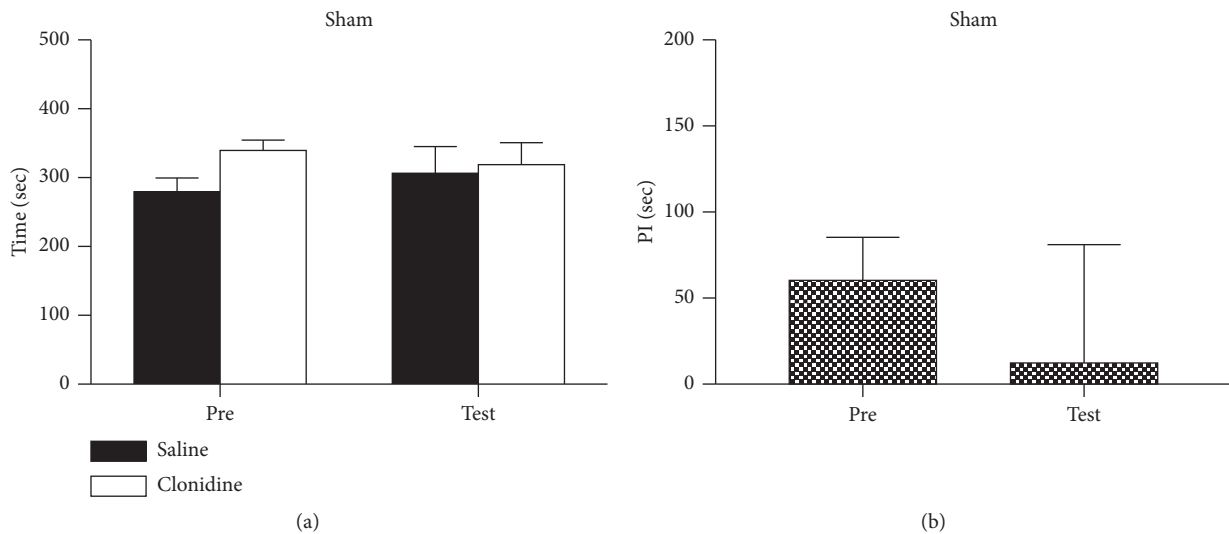 Sham
500
400
300
200
100
0
Time (sec)
Pre
Test
Saline
Clonidine
(a)
Sham
200
150
100
50
0
PI (sec)
Pre
Test
(b)